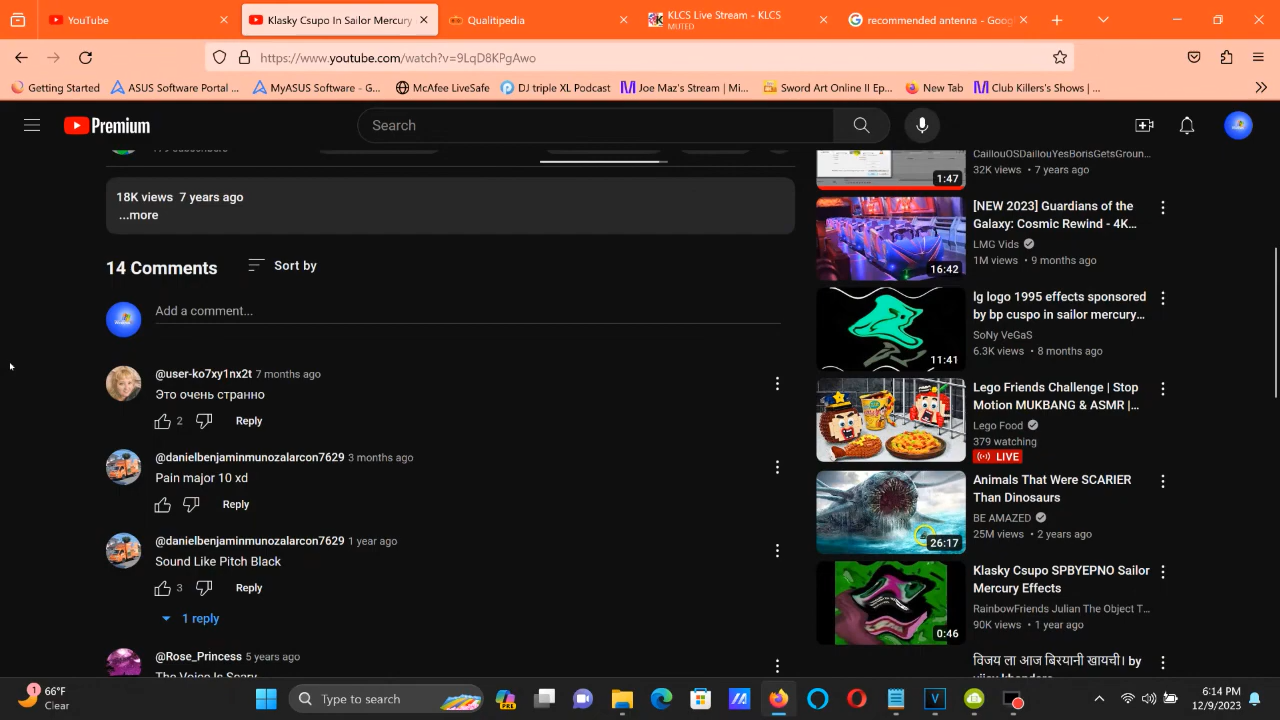 YouTube
Klasky Csupo In Sailor Mercury
Qualitipedia
KLCS Live Stream - KLCS
MUTED
recommended antenna - Goog
https://www.youtube.com/watch?v=9LqD8KPgAwo
Getting Started
ASUS Software Portal ...
MyASUS Software - G...
McAfee LiveSafe
DJ triple XL Podcast
Joe Maz's Stream | Mi...
Sword Art Online II Ep...
New Tab
Club Killers's Shows | ...
Premium
Search
18K views 7 years ago
...more
14 Comments
Sort by
Add a comment...
@user-ko7xy1nx2t 7 months ago
Это очень странно
2
Reply
@danielbenjaminmunozalarcon7629 3 months ago
Pain major 10 xd
Reply
@danielbenjaminmunozalarcon7629 1 year ago
Sound Like Pitch Black
3
Reply
1 reply
@Rose_Princess 5 years ago
The Voice Is Scary
1:47
CaillouOSDaillouYesBorisGetsGroun...
32K views • 7 years ago
[NEW 2023] Guardians of the
Galaxy: Cosmic Rewind - 4K...
LMG Vids
1M views • 9 months ago
16:42
lg logo 1995 effects sponsored
by bp cuspo in sailor mercury...
SoNy VeGaS
6.3K views • 8 months ago
11:41
Lego Friends Challenge | Stop
Motion MUKBANG & ASMR |...
Lego Food
379 watching
LIVE
Animals That Were SCARIER
Than Dinosaurs
BE AMAZED
25M views • 2 years ago
26:17
Klasky Csupo SPBYEPNO Sailor
Mercury Effects
RainbowFriends Julian The Object T...
90K views • 1 year ago
0:46
विजय ला आज बिरयानी खायची। by
1
66°F
Clear
Type to search
6:14 PM
12/9/2023